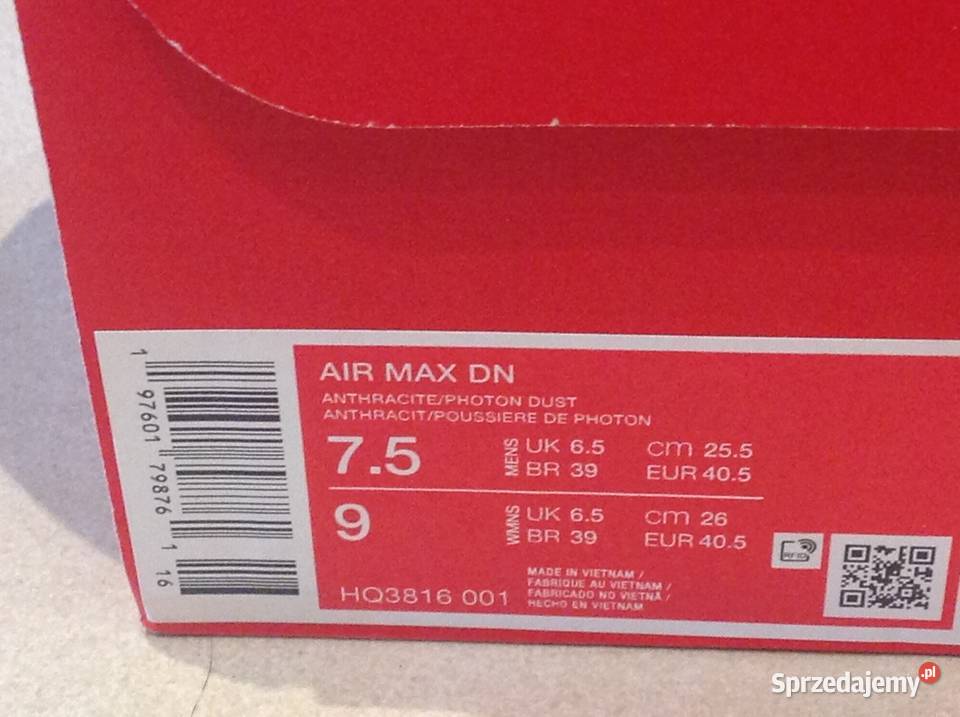 AIR MAX DN
ANTHRACITE/PHOTON DUST
ANTHRACIT/POUSSIERE DE PHOTON
7.5 MENS UK 6.5 cm 25.5
BR 39 EUR 40.5
9 WMNS UK 6.5 cm 26
BR 39 EUR 40.5
HQ3816 001
MADE IN VIETNAM /
FABRIQUE AU VIETNAM /
FABRICADO NO VIETNÃ /
HECHO EN VIETNAM
RFID
1 97601 79876 1 16
Sprzedajemy.pl